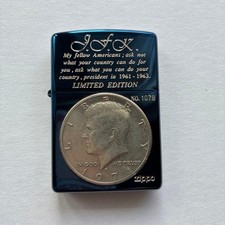 J.F.K.
My fellow Americans; ask not
what your country can do for
you, ask what you can do your
country, president in 1961-1963.
LIMITED EDITION
NO. 1078
LIBERTY
IN GOD WE TRUST
197
zippo